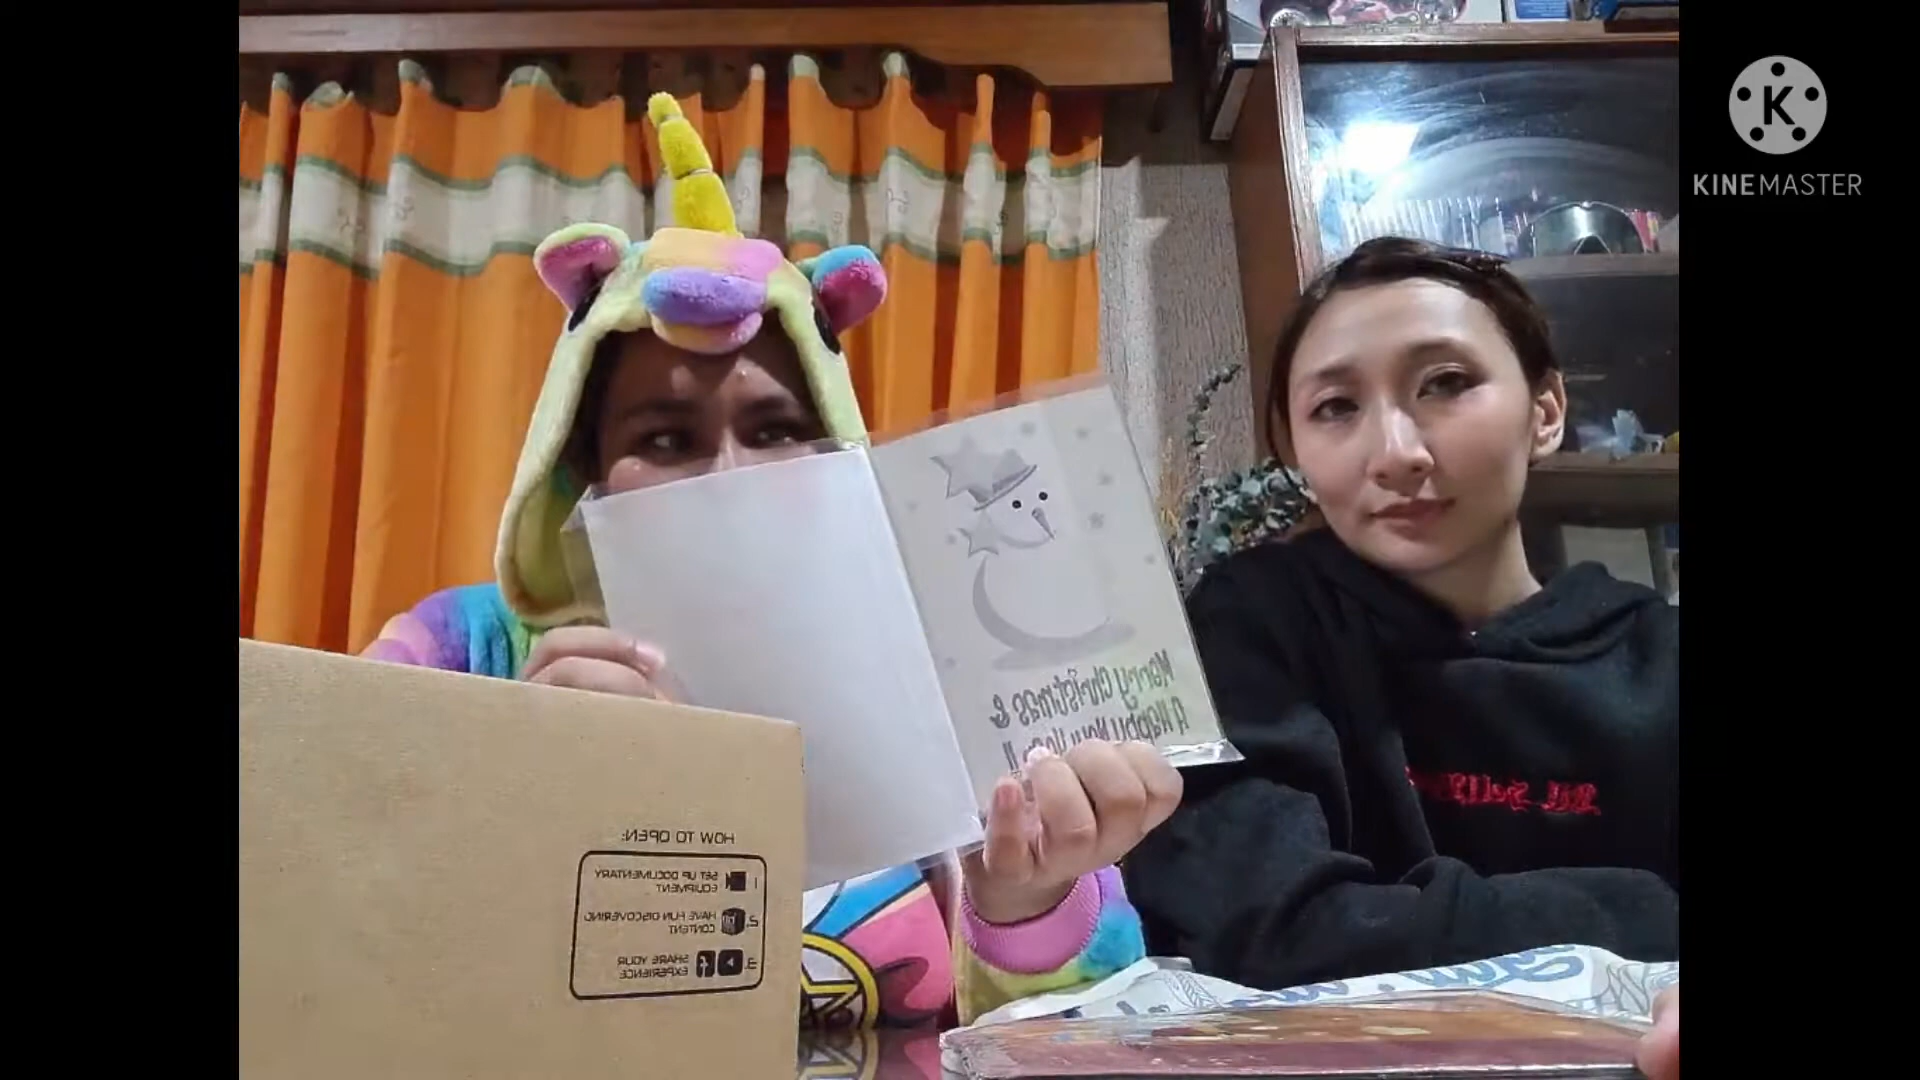 KINEMASTER
Merry Christmas &
A Happy New Year !!
HOW TO OPEN:
1 SET UP DOCUMENTARY
EQUIPMENT
2. HAVE FUN DISCOVERING
CONTENT
3. SHARE YOUR
EXPERIENCE